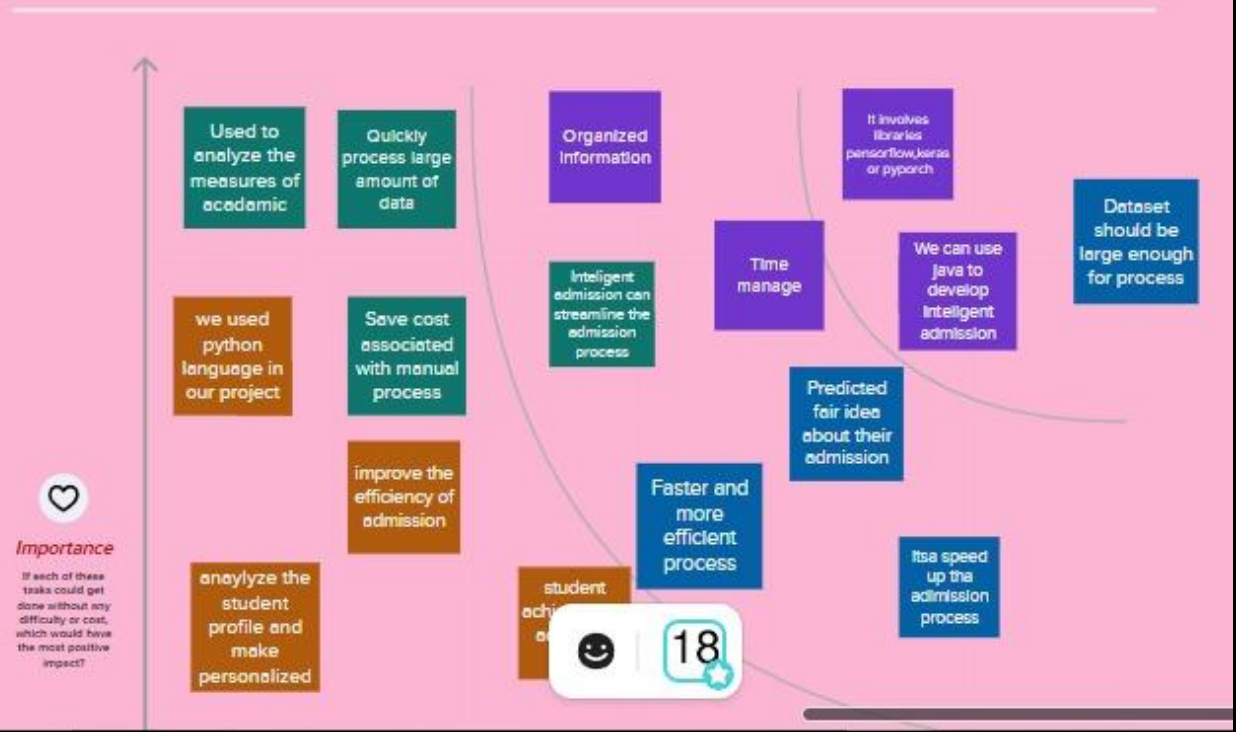 Used to
analyze the
measures of
acadamic
Quickly
process large
amount of
data
Organized
information
It involves
libraries
pensorflow,keras
or pyporch
Dataset
should be
large enough
for process
Time
manage
We can use
java to
develop
inteligent
admission
Inteligent
admission can
streamline the
admission
process
we used
python
language in
our project
Save cost
associated
with manual
process
Predicted
fair idea
about their
admission
improve the
efficiency of
admission
Faster and
more
efficient
process
Importance
If each of these
tasks could get
done without any
difficulty or cost,
which would have
the most positive
impact?
anaylyze the
student
profile and
make
personalized
student
Itsa speed
up tha
adimission
process
18